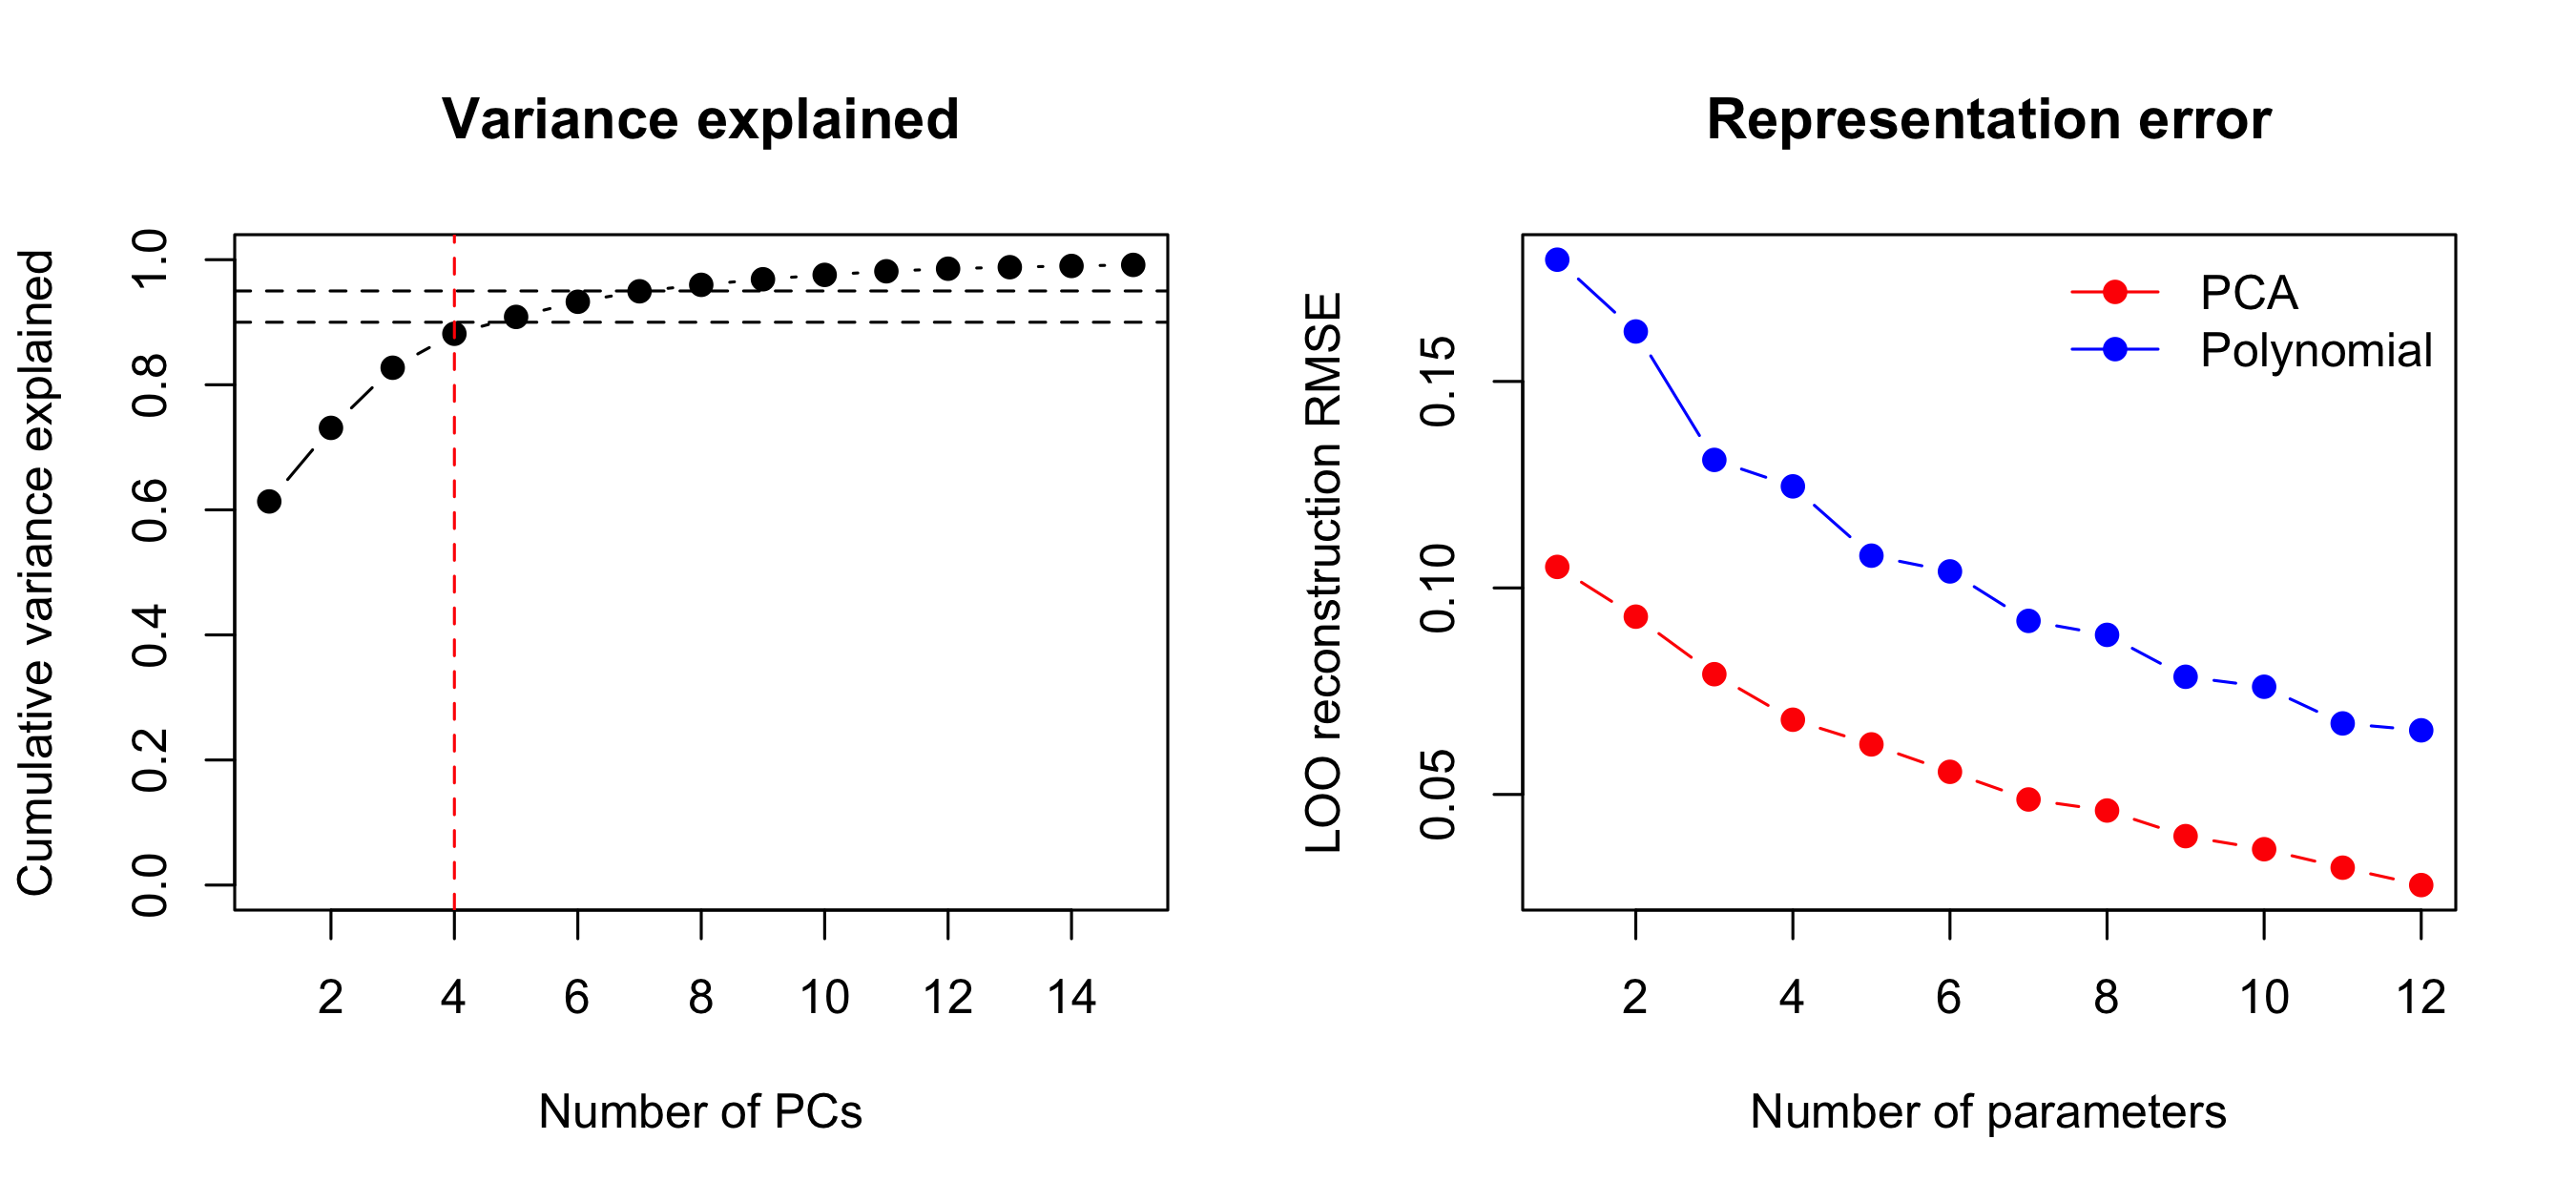 Variance explained
Cumulative variance explained
1.0
0.8
0.6
0.4
0.2
0.0
2 4 6 8 10 12 14
Number of PCs
Representation error
LOO reconstruction RMSE
0.15
0.10
0.05
PCA
Polynomial
2 4 6 8 10 12
Number of parameters